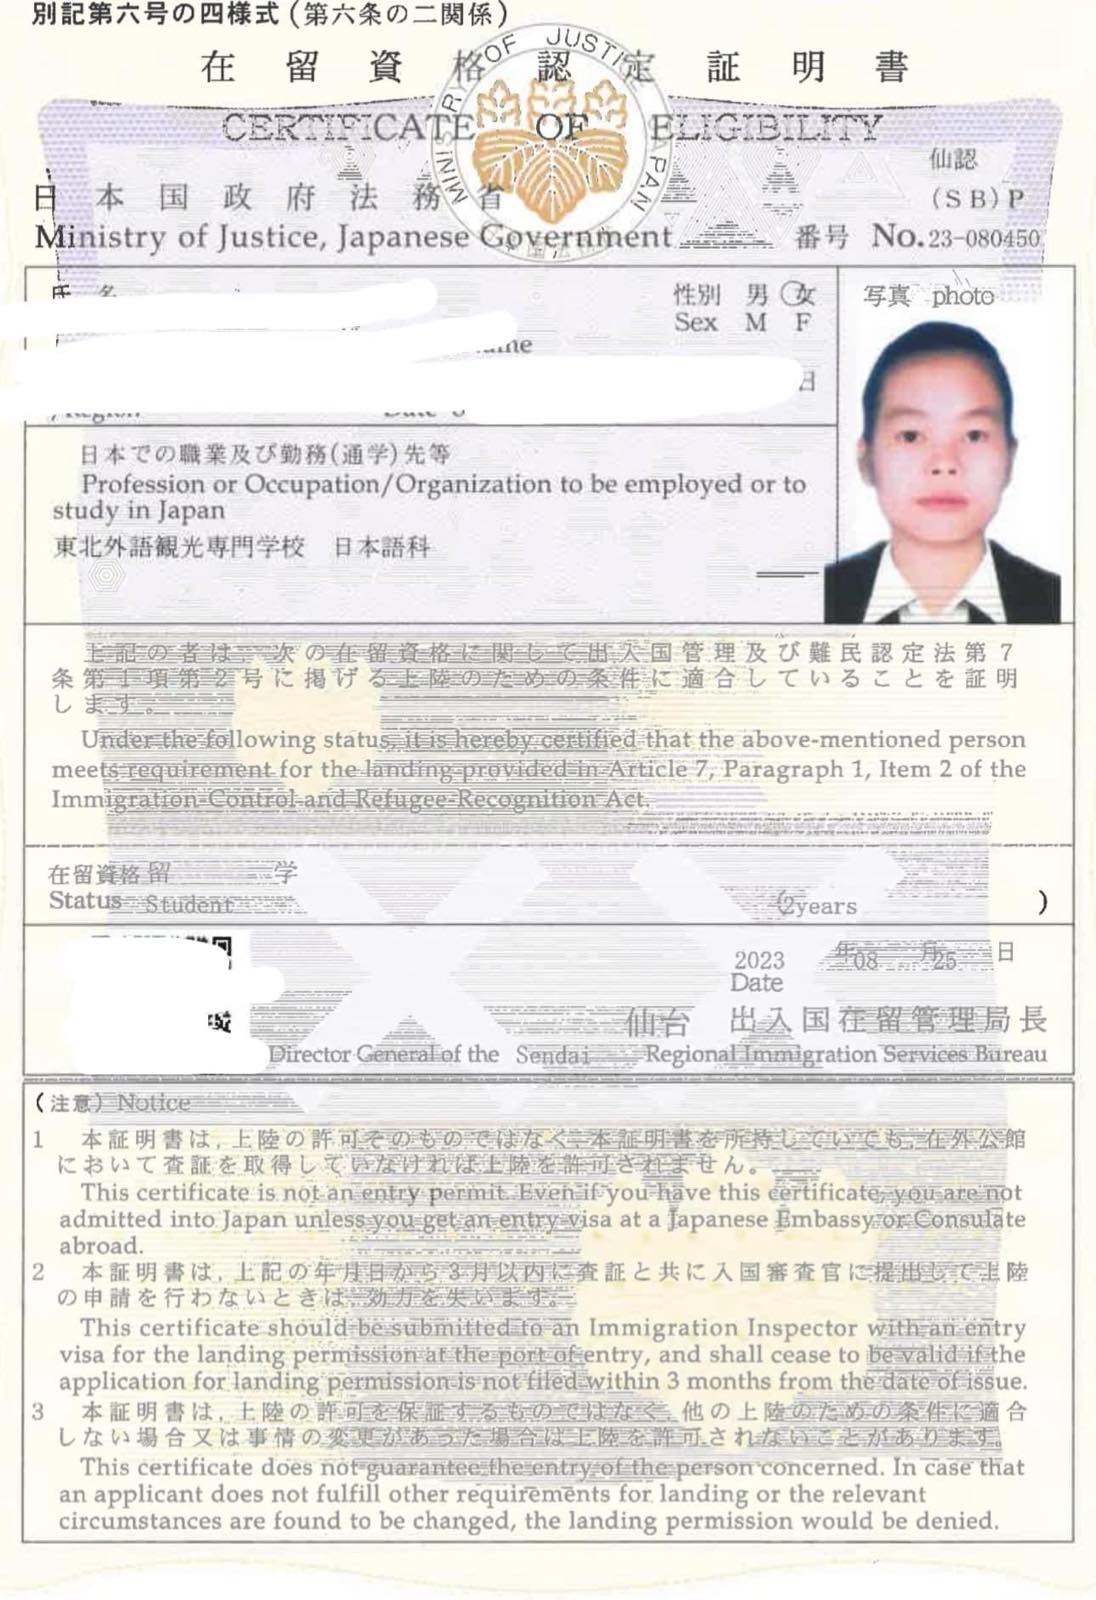 別記第六号の四様式(第六条の二関係)
在留資格認定証明書
MINISTRY OF JUSTICE JAPAN
CERTIFICATE OF ELIGIBILITY
仙認
日本国政府法務省
(SB)P
Ministry of Justice, Japanese Government 番号 No.23-080450
氏名 性別 男 女 写真 photo
Sex M F
日
日本での職業及び勤務(通学)先等
Profession or Occupation/Organization to be employed or to
study in Japan
東北外語観光専門学校 日本語科
上記の者は、次の在留資格に関して出入国管理及び難民認定法第7
条第1項第2号に掲げる上陸のための条件に適合していることを証明
します。
Under the following status, it is hereby certified that the above-mentioned person
meets requirement for the landing provided in Article 7, Paragraph 1, Item 2 of the
Immigration Control and Refugee Recognition Act.
在留資格 留学
Status Student (2years )
2023年08月25日
Date
仙台 出入国在留管理局長
Director General of the Sendai Regional Immigration Services Bureau
(注意) Notice
1 本証明書は、上陸の許可そのものではなく、本証明書を所持していても、在外公館
において査証を取得していなければ上陸を許可されません。
This certificate is not an entry permit. Even if you have this certificate, you are not
admitted into Japan unless you get an entry visa at a Japanese Embassy or Consulate
abroad.
2 本証明書は、上記の年月日から3月以内に査証と共に入国審査官に提出して上陸
の申請を行わないときは、効力を失います。
This certificate should be submitted to an Immigration Inspector with an entry
visa for the landing permission at the port of entry, and shall cease to be valid if the
application for landing permission is not filed within 3 months from the date of issue.
3 本証明書は、上陸の許可を保証するものではなく、他の上陸のための条件に適合
しない場合又は事情の変更があった場合は上陸を許可されないことがあります。
This certificate does not guarantee the entry of the person concerned. In case that
an applicant does not fulfill other requirements for landing or the relevant
circumstances are found to be changed, the landing permission would be denied.